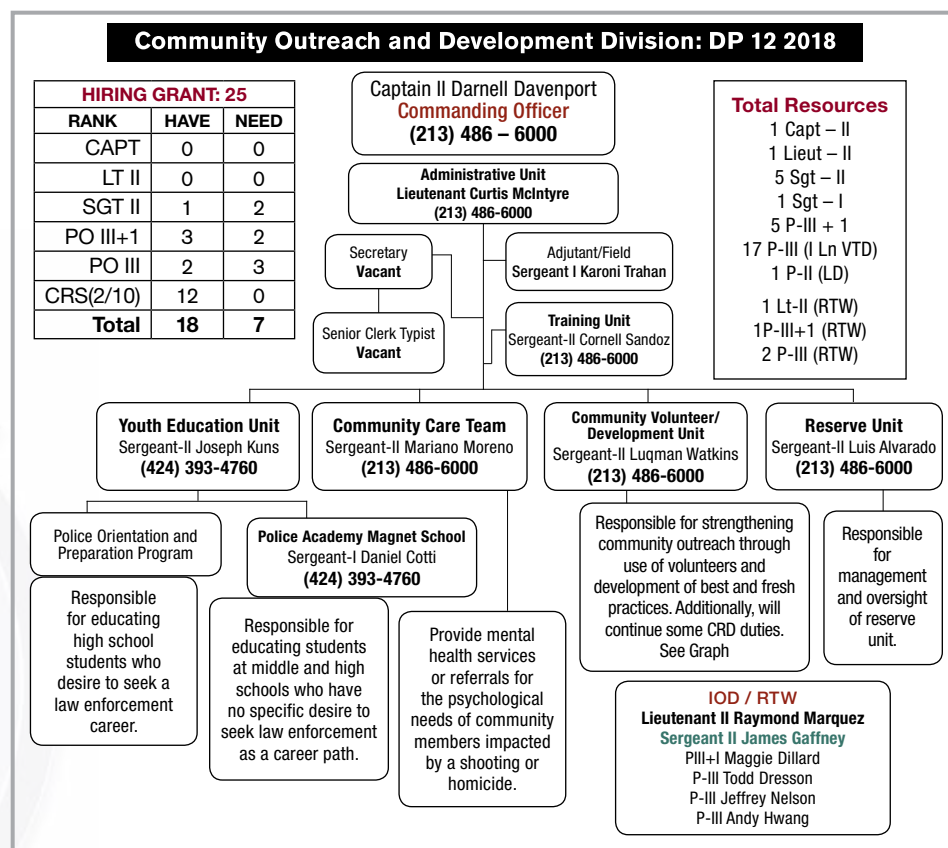 Community Outreach and Development Division: DP 12 2018
HIRING GRANT: 25
RANK HAVE NEED
CAPT 0 0
LT II 0 0
SGT II 1 2
PO III+1 3 2
PO III 2 3
CRS(2/10) 12 0
Total 18 7
Captain II Darnell Davenport
Commanding Officer
(213) 486 – 6000
Total Resources
1 Capt – II
1 Lieut – II
5 Sgt – II
1 Sgt – I
5 P-III + 1
17 P-III (I Ln VTD)
1 P-II (LD)
1 Lt-II (RTW)
1P-III+1 (RTW)
2 P-III (RTW)
Administrative Unit
Lieutenant Curtis McIntyre
(213) 486-6000
Secretary
Vacant
Adjutant/Field
Sergeant I Karoni Trahan
Senior Clerk Typist
Vacant
Training Unit
Sergeant-II Cornell Sandoz
(213) 486-6000
Youth Education Unit
Sergeant-II Joseph Kuns
(424) 393-4760
Community Care Team
Sergeant-II Mariano Moreno
(213) 486-6000
Community Volunteer/
Development Unit
Sergeant-II Luqman Watkins
(213) 486-6000
Reserve Unit
Sergeant-II Luis Alvarado
(213) 486-6000
Police Orientation and
Preparation Program
Police Academy Magnet School
Sergeant-I Daniel Cotti
(424) 393-4760
Responsible
for educating
high school
students who
desire to seek a
law enforcement
career.
Responsible for
educating students
at middle and high
schools who have
no specific desire to
seek law enforcement
as a career path.
Provide mental
health services
or referrals for
the psychological
needs of community
members impacted
by a shooting or
homicide.
Responsible for strengthening
community outreach through
use of volunteers and
development of best and fresh
practices. Additionally, will
continue some CRD duties.
See Graph
Responsible
for
management
and oversight
of reserve
unit.
IOD / RTW
Lieutenant II Raymond Marquez
Sergeant II James Gaffney
PIII+I Maggie Dillard
P-III Todd Dresson
P-III Jeffrey Nelson
P-III Andy Hwang